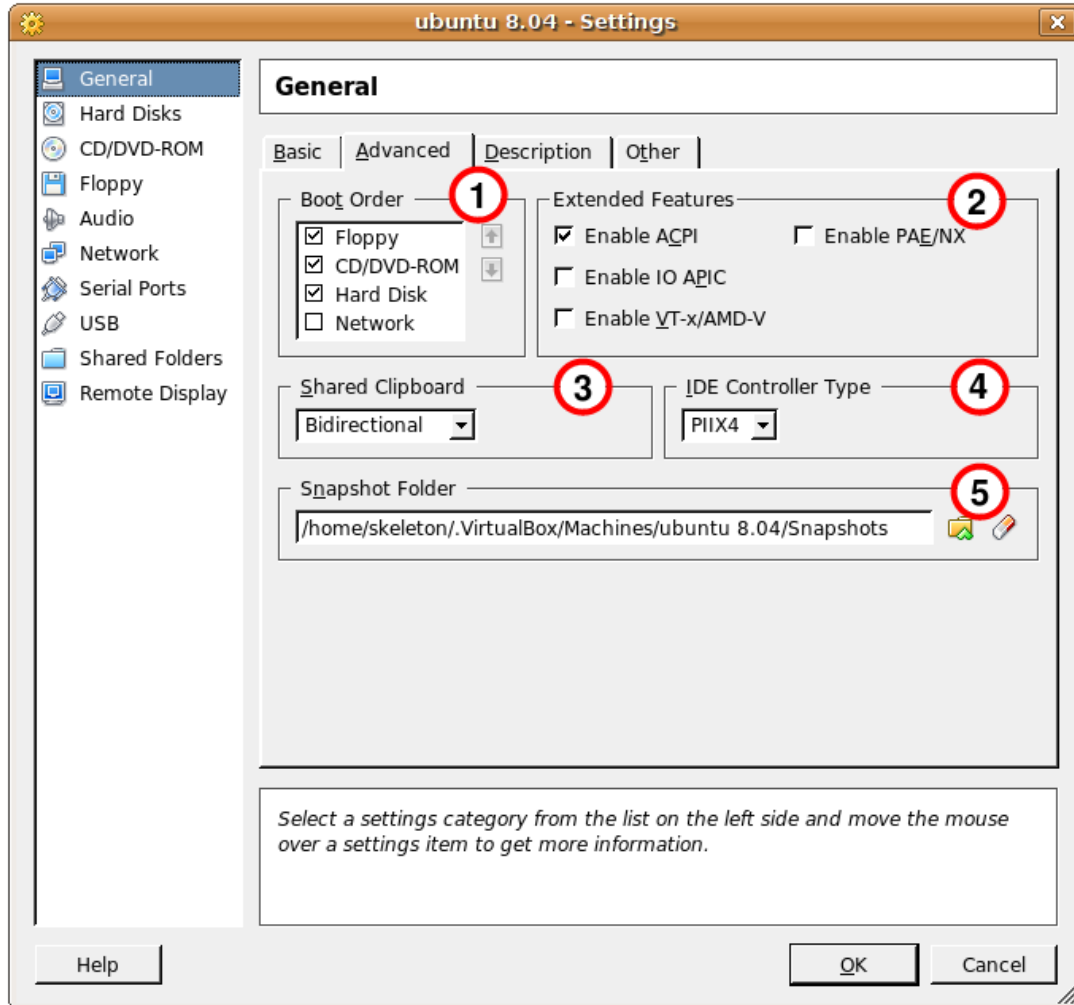 ubuntu 8.04 - Settings
General
Hard Disks
CD/DVD-ROM
Floppy
Audio
Network
Serial Ports
USB
Shared Folders
Remote Display
General
Basic
Advanced
Description
Other
Boot Order
1
Floppy
CD/DVD-ROM
Hard Disk
Network
Extended Features
2
Enable ACPI
Enable PAE/NX
Enable IO APIC
Enable VT-x/AMD-V
Shared Clipboard
3
Bidirectional
IDE Controller Type
4
PIIX4
Snapshot Folder
5
/home/skeleton/.VirtualBox/Machines/ubuntu 8.04/Snapshots
Select a settings category from the list on the left side and move the mouse
over a settings item to get more information.
Help
OK
Cancel